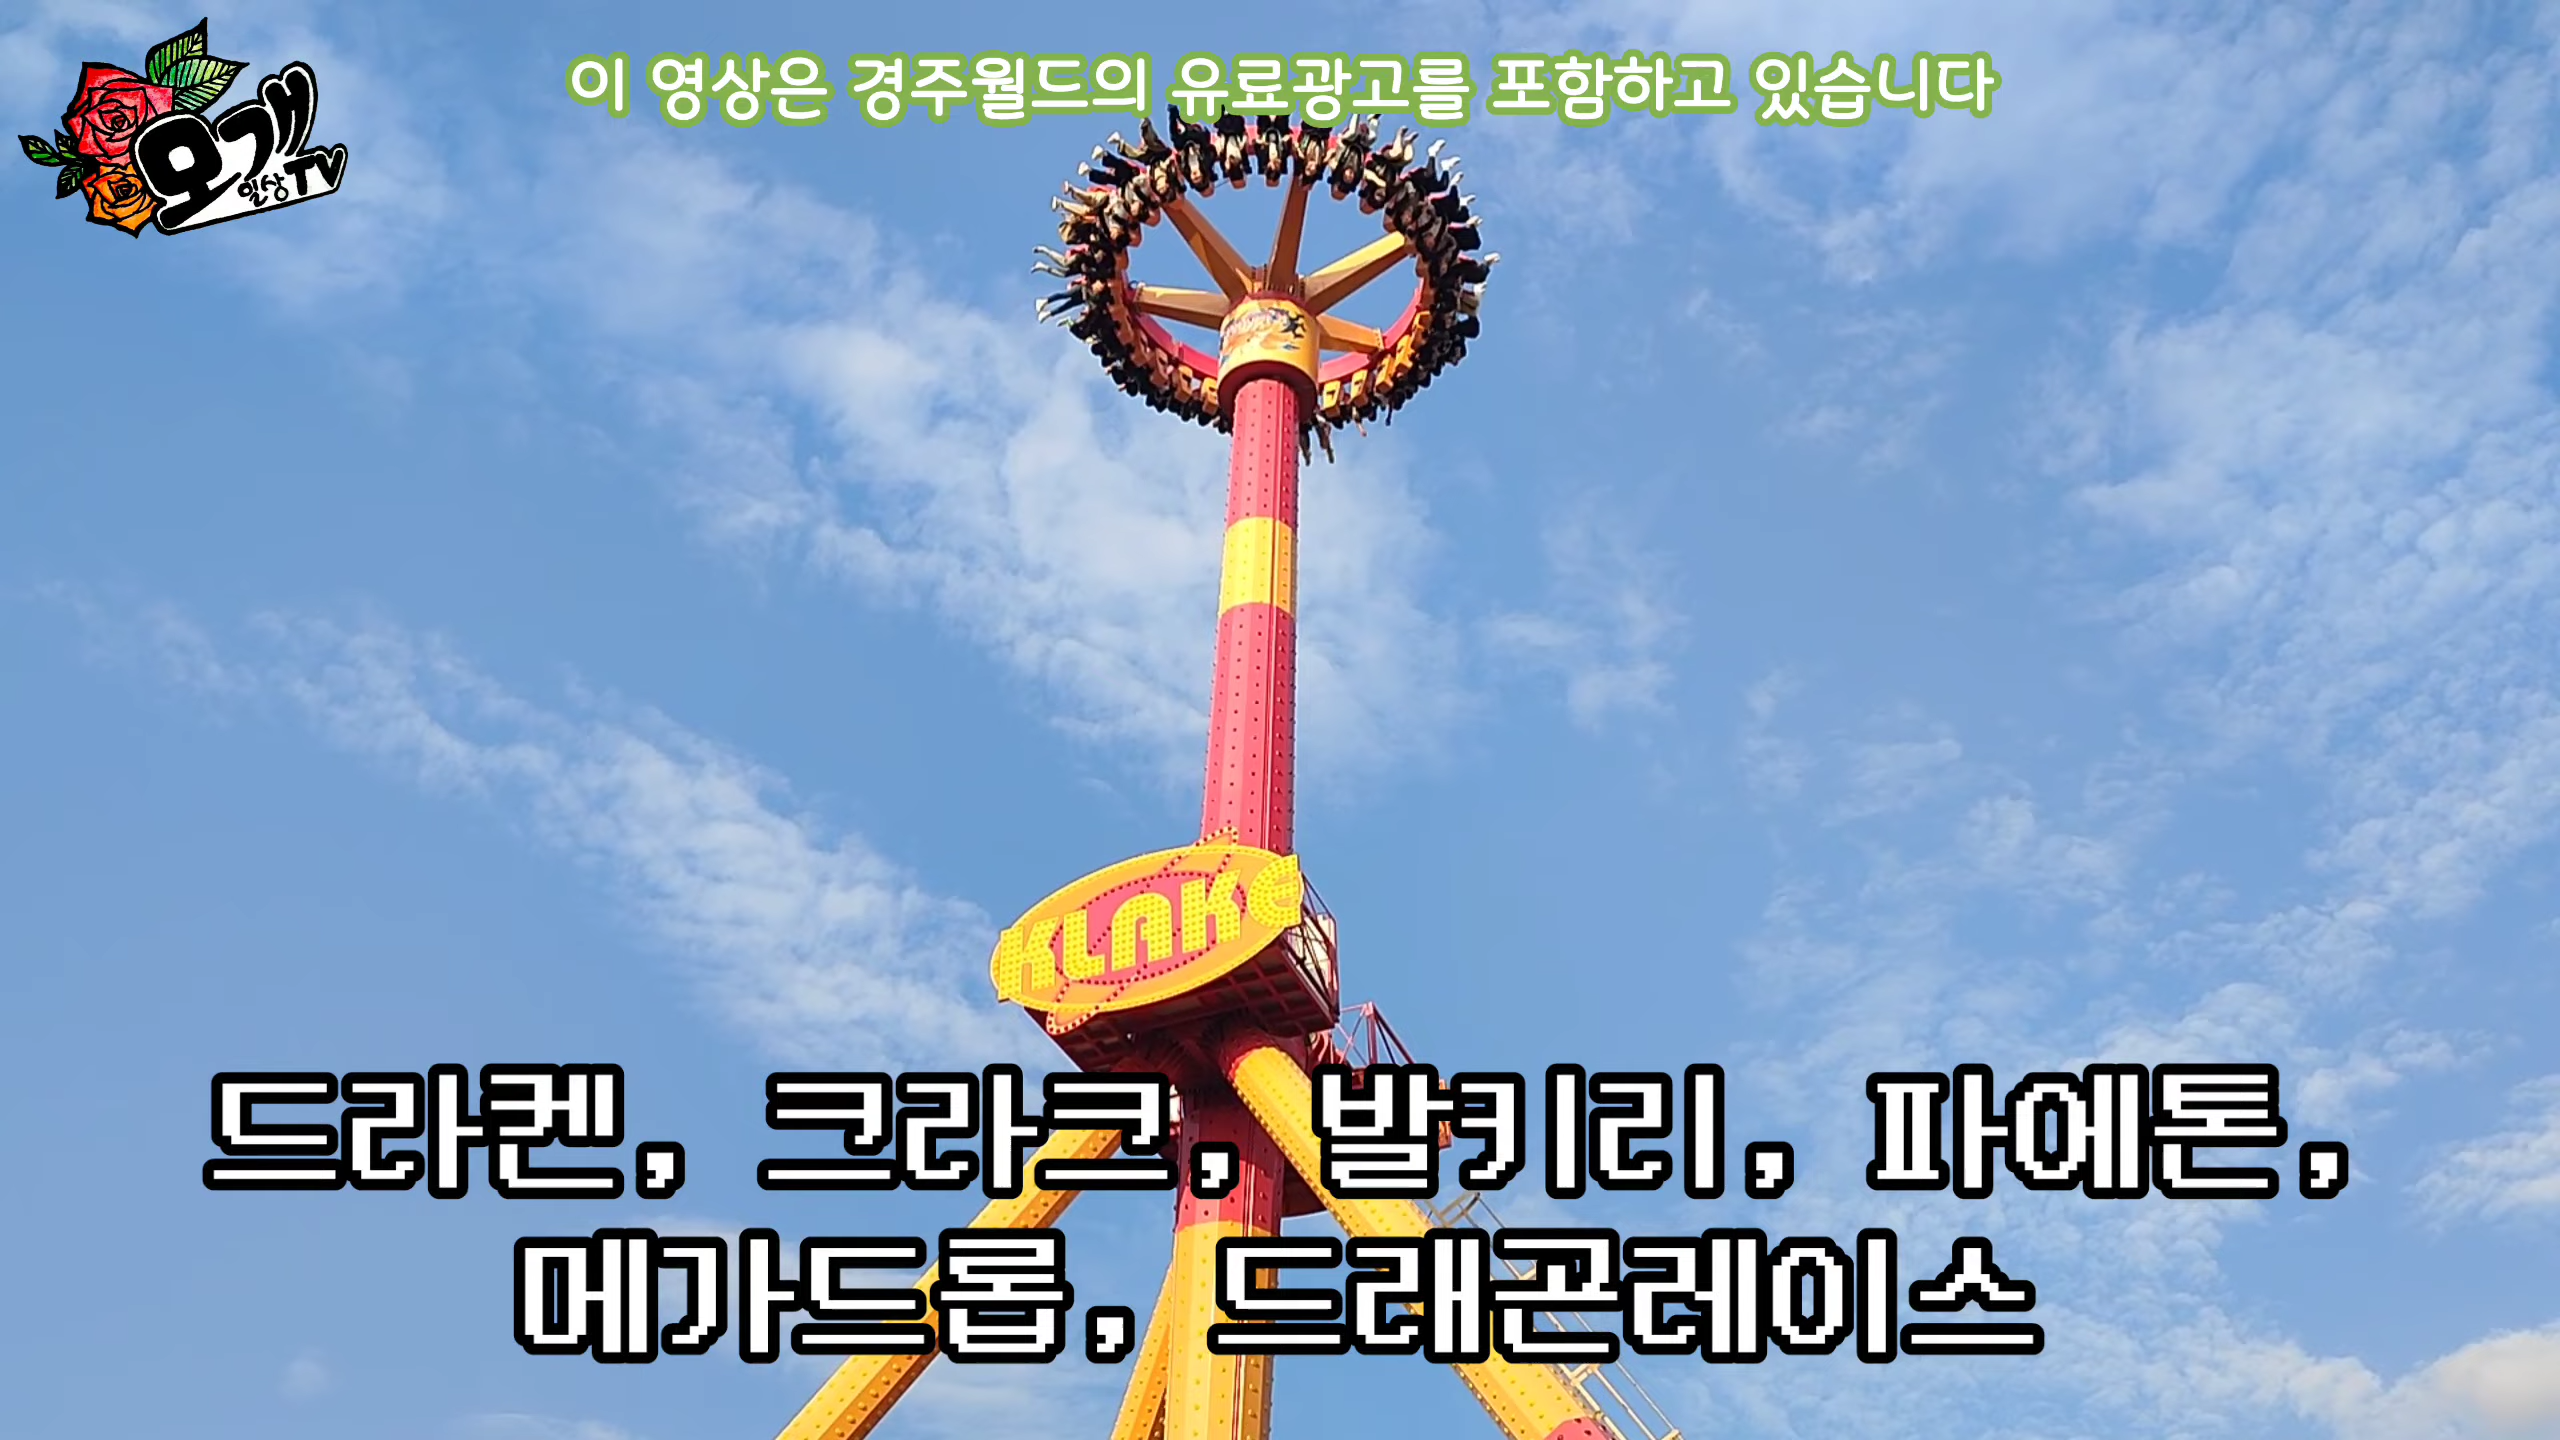 이 영상은 경주월드의 유료광고를 포함하고 있습니다
오개
일상TV
KLAKE
드라켄, 크라크, 발키리, 파에톤,
메가드롭, 드래곤레이스